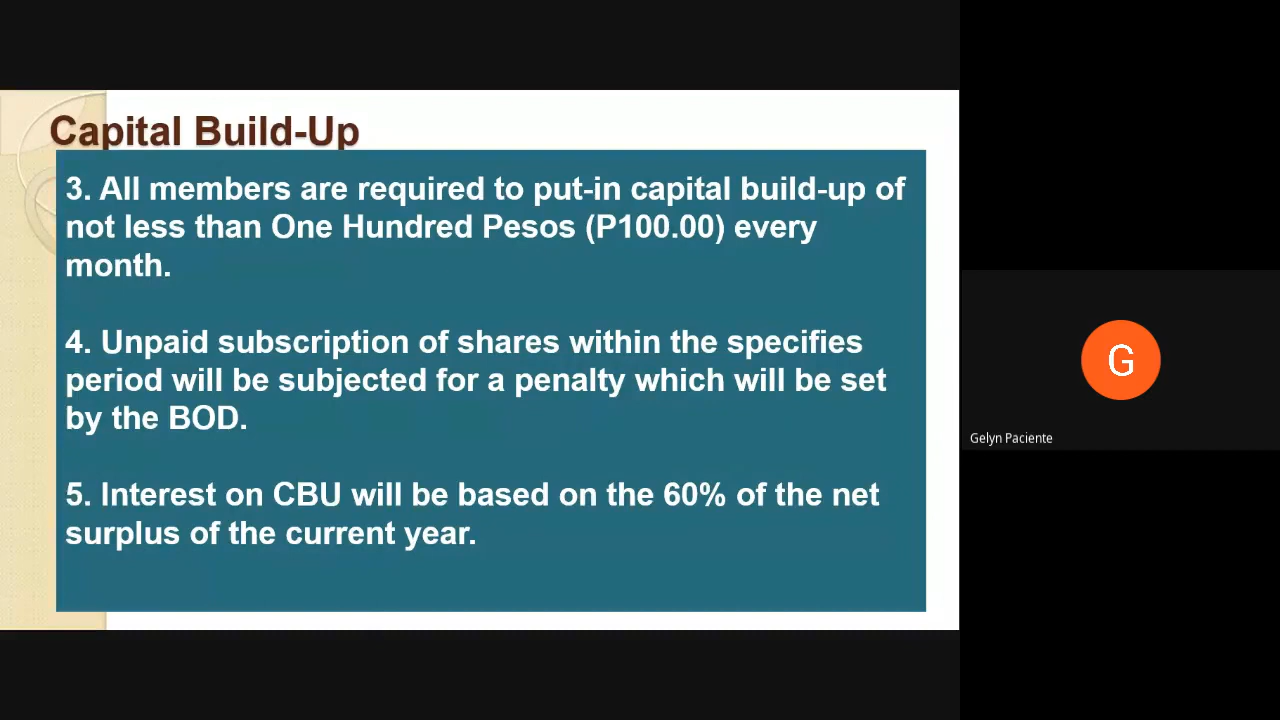 Capital Build-Up
3. All members are required to put-in capital build-up of
not less than One Hundred Pesos (P100.00) every
month.
4. Unpaid subscription of shares within the specifies
period will be subjected for a penalty which will be set
by the BOD.
5. Interest on CBU will be based on the 60% of the net
surplus of the current year.
G
Gelyn Paciente